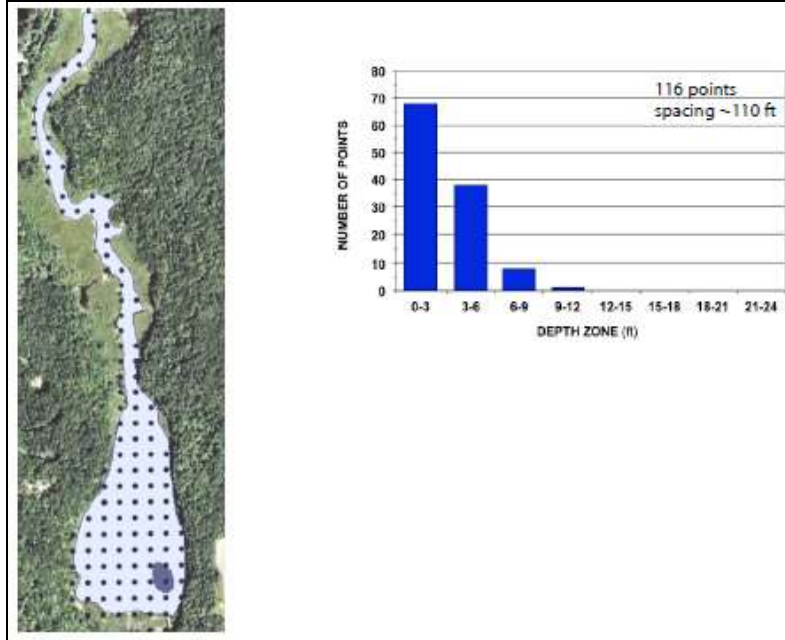 80
70
60
50
40
30
20
10
0
NUMBER OF POINTS
116 points
spacing ~110 ft
0-3 3-6 6-9 9-12 12-15 15-18 18-21 21-24
DEPTH ZONE (ft)